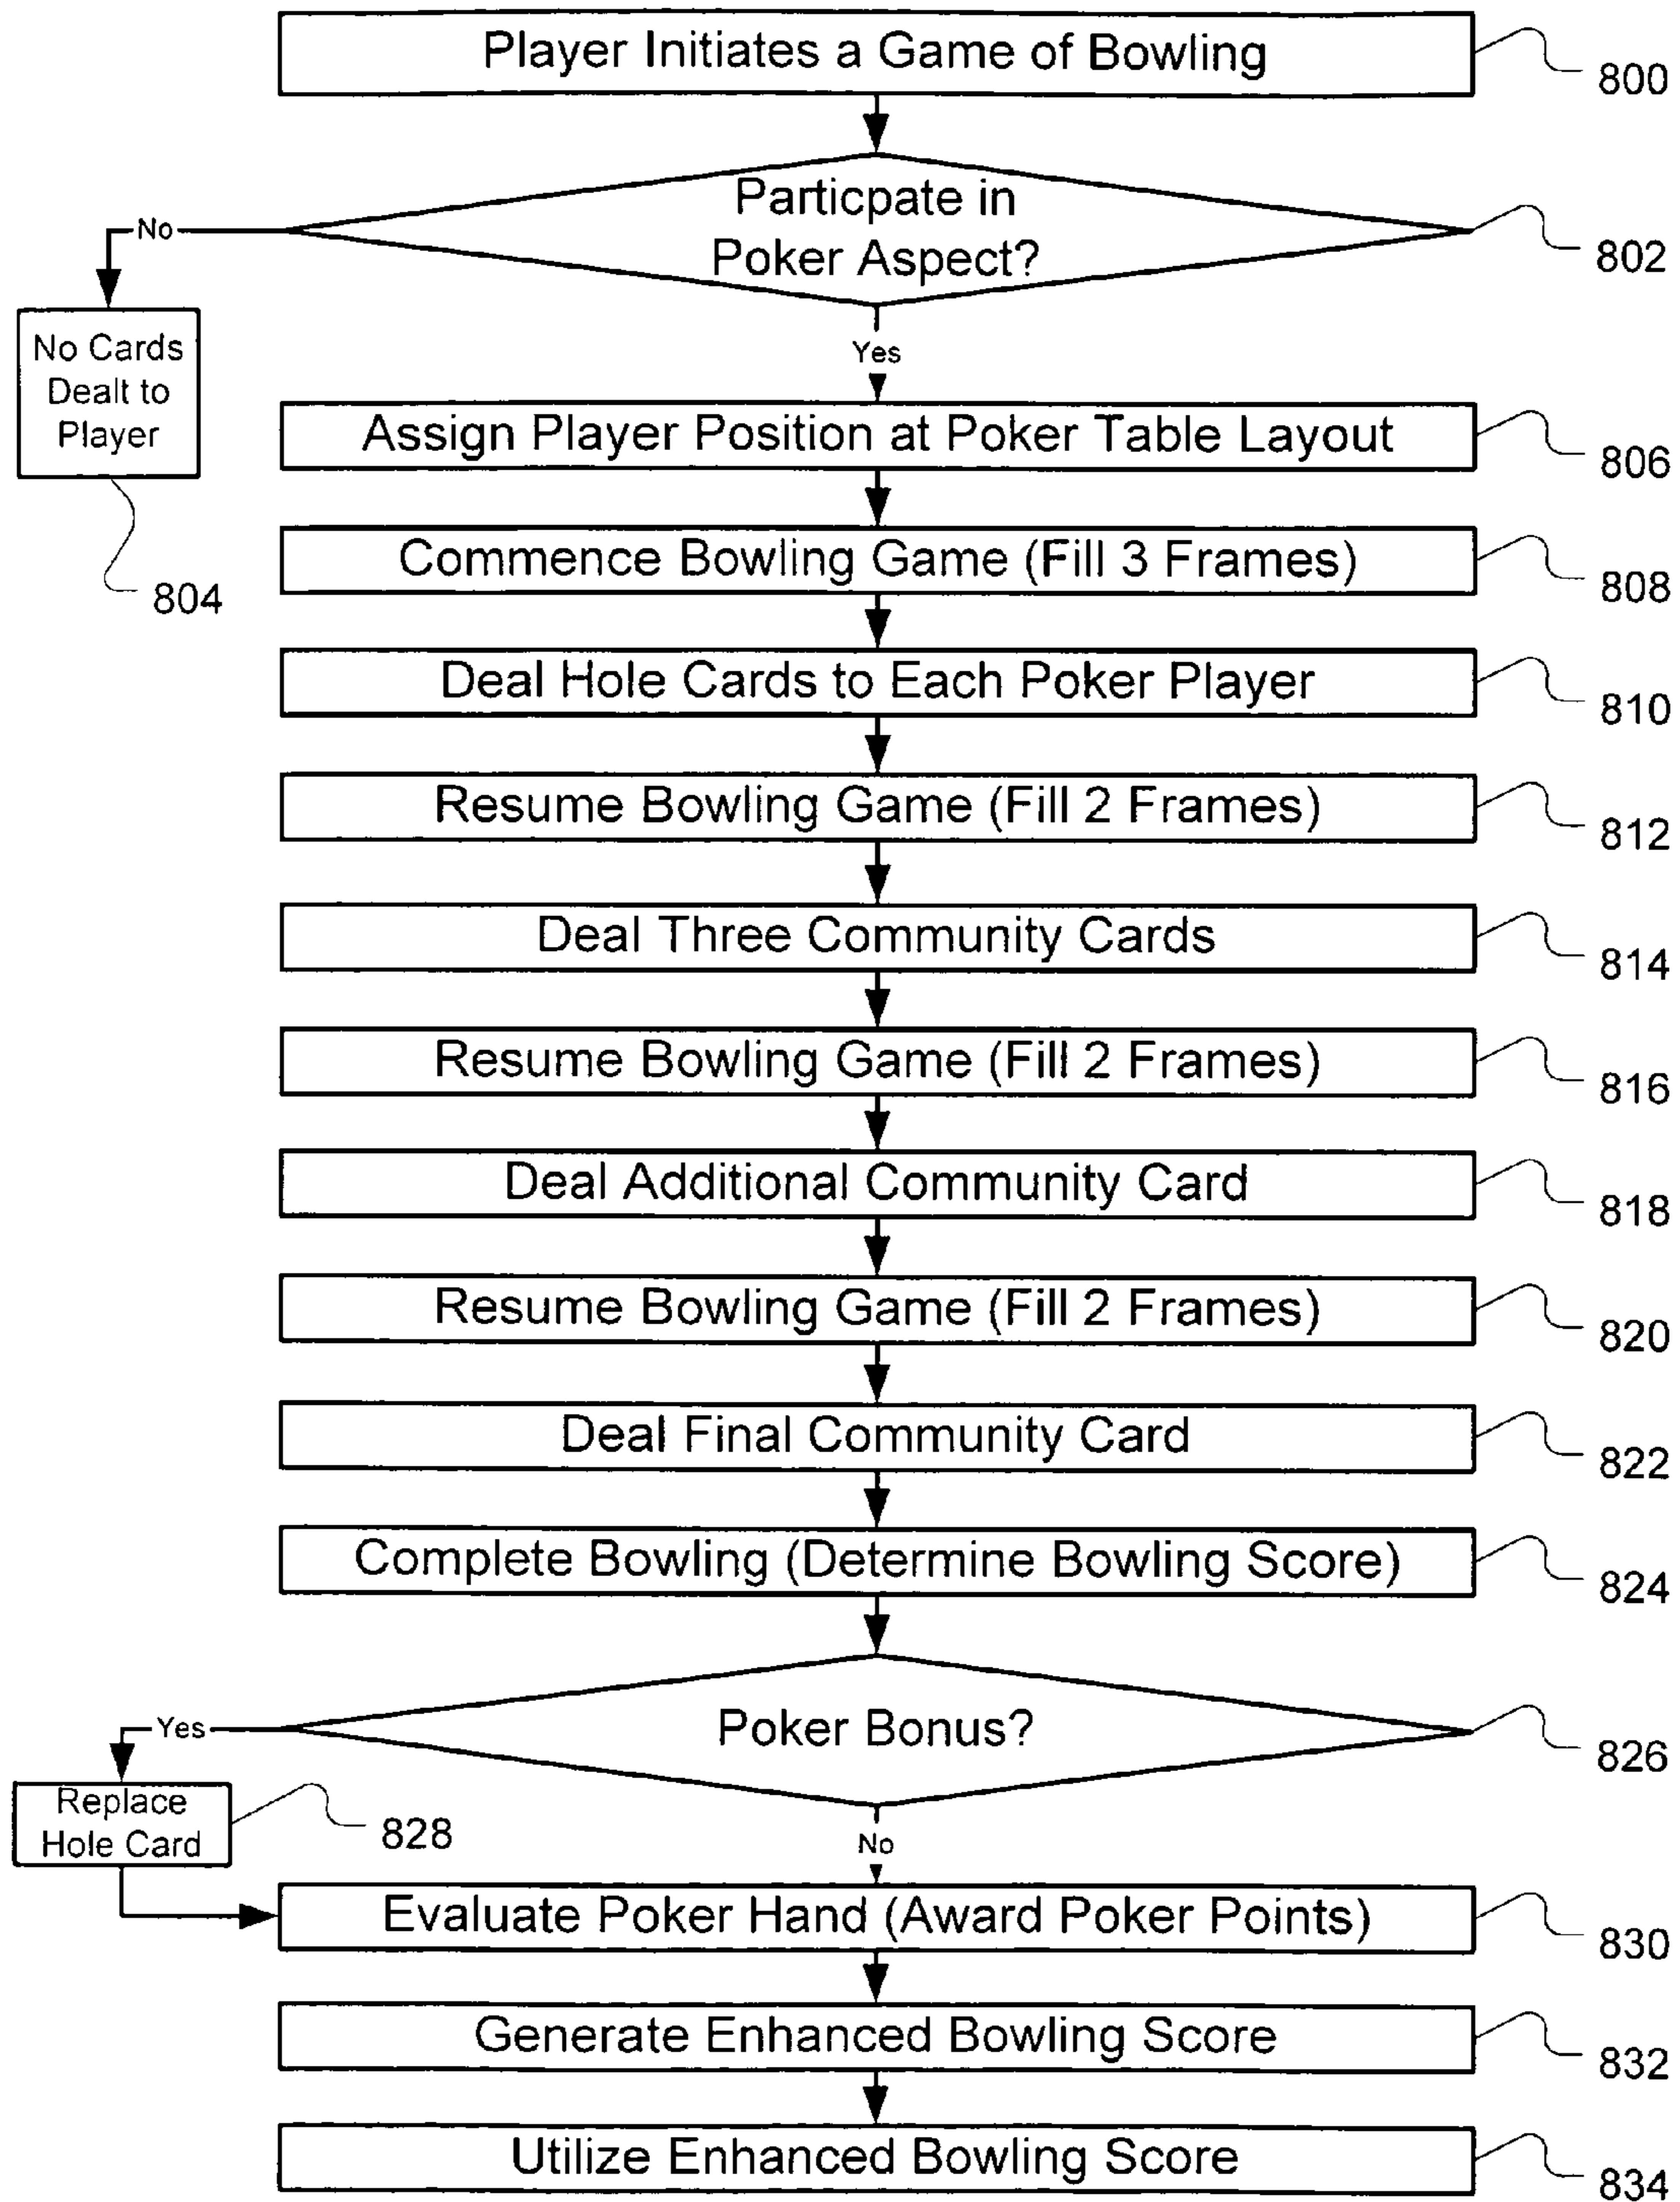 Player Initiates a Game of Bowling
800
Particpate in
Poker Aspect?
802
No
No Cards
Dealt to
Player
804
Yes
Assign Player Position at Poker Table Layout
806
Commence Bowling Game (Fill 3 Frames)
808
Deal Hole Cards to Each Poker Player
810
Resume Bowling Game (Fill 2 Frames)
812
Deal Three Community Cards
814
Resume Bowling Game (Fill 2 Frames)
816
Deal Additional Community Card
818
Resume Bowling Game (Fill 2 Frames)
820
Deal Final Community Card
822
Complete Bowling (Determine Bowling Score)
824
Poker Bonus?
826
Yes
Replace
Hole Card
828
No
Evaluate Poker Hand (Award Poker Points)
830
Generate Enhanced Bowling Score
832
Utilize Enhanced Bowling Score
834